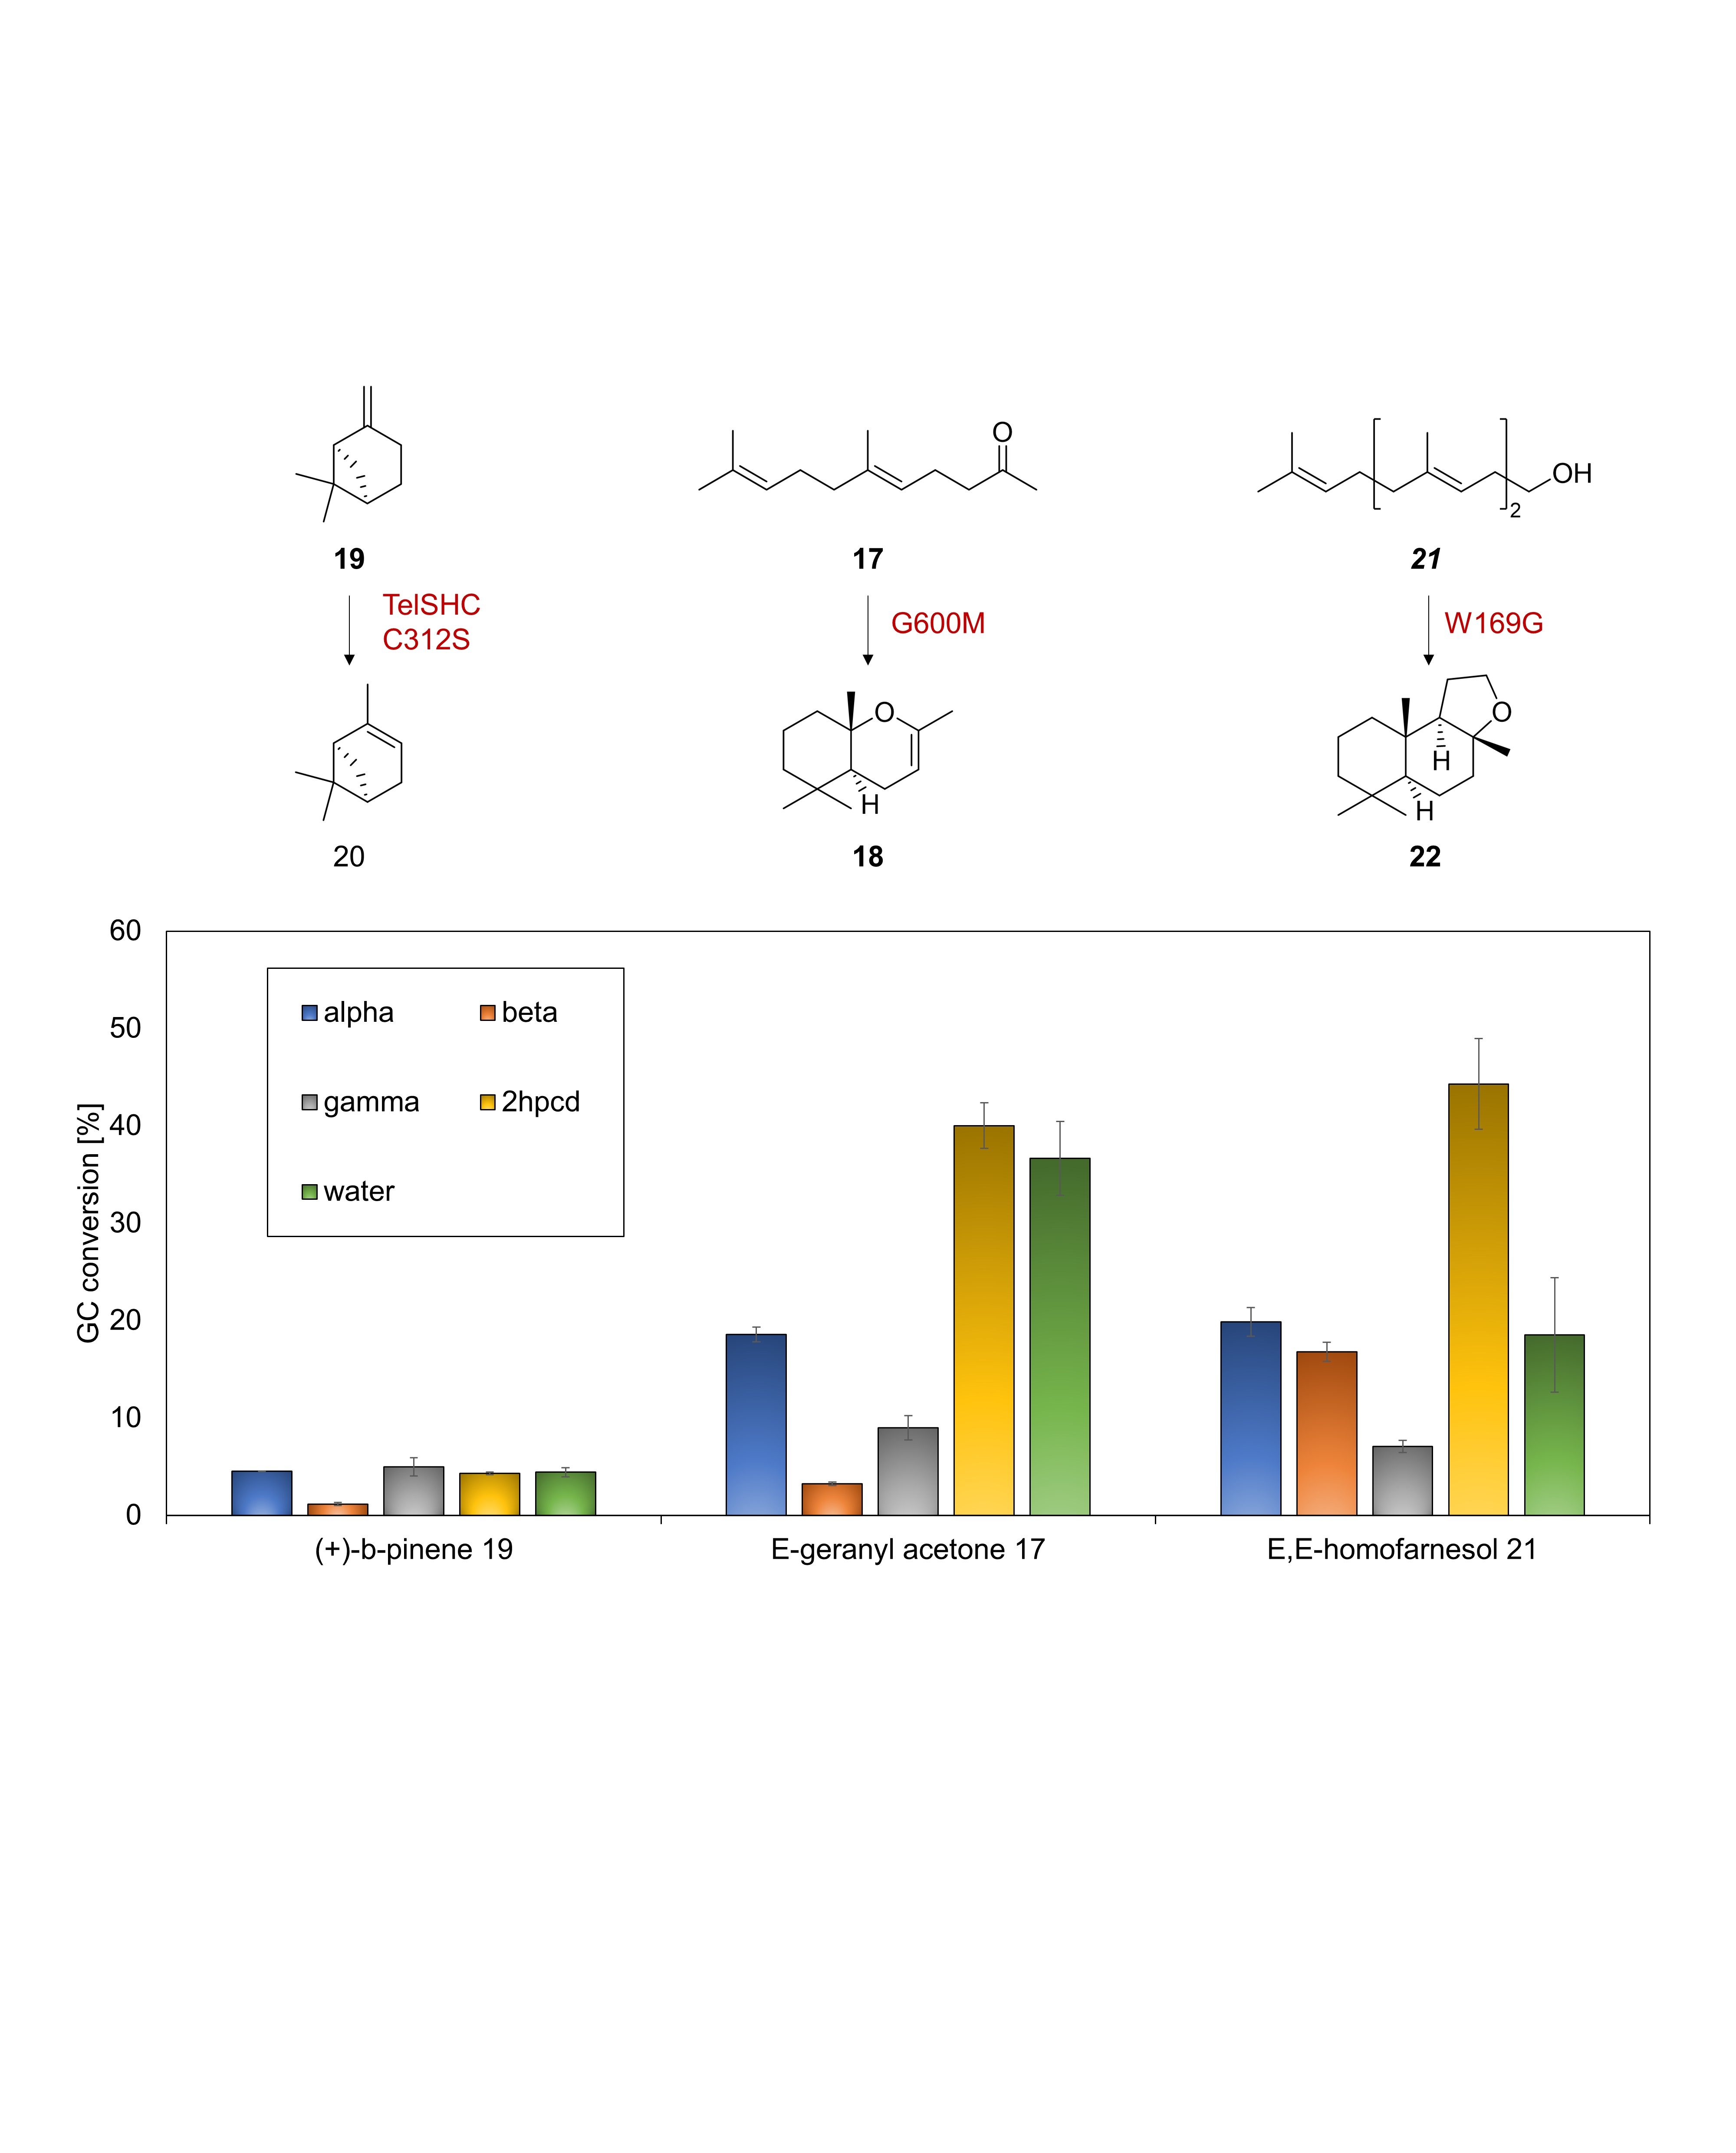 O
OH
2
19
17
21
TelSHC
C312S
G600M
W169G
O
H
O
H
H
20
18
22
60
50
40
30
20
10
0
GC conversion [%]
alpha
beta
gamma
2hpcd
water
(+)-b-pinene 19
E-geranyl acetone 17
E,E-homofarnesol 21